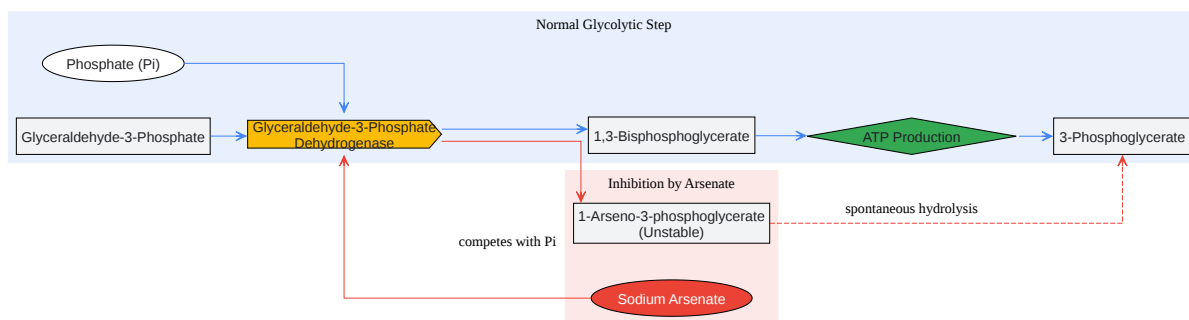 Normal Glycolytic Step
Phosphate (Pi)
Glyceraldehyde-3-Phosphate
Glyceraldehyde-3-Phosphate
Dehydrogenase
1,3-Bisphosphoglycerate
ATP Production
3-Phosphoglycerate
Inhibition by Arsenate
1-Arseno-3-phosphoglycerate
(Unstable)
spontaneous hydrolysis
competes with Pi
Sodium Arsenate